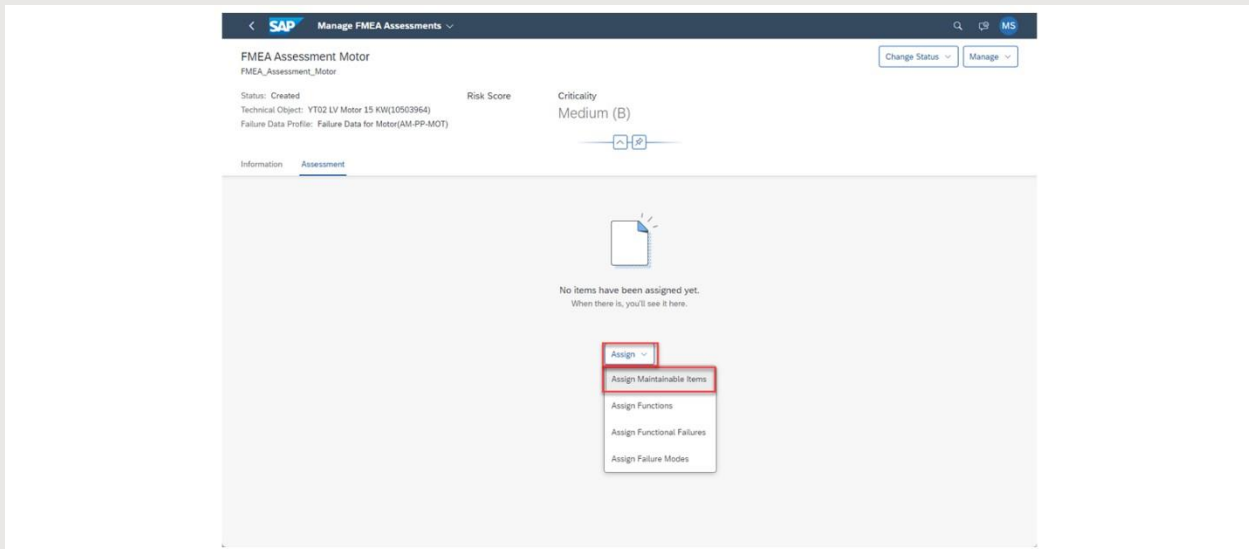 SAP Manage FMEA Assessments
MS
FMEA Assessment Motor
FMEA_Assessment_Motor
Change Status
Manage
Status: Created
Technical Object: YT02 LV Motor 15 KW(10503964)
Failure Data Profile: Failure Data for Motor(AM-PP-MOT)
Risk Score
Criticality
Medium (B)
Information Assessment
No items have been assigned yet.
When there is, you'll see it here.
Assign
Assign Maintainable Items
Assign Functions
Assign Functional Failures
Assign Failure Modes